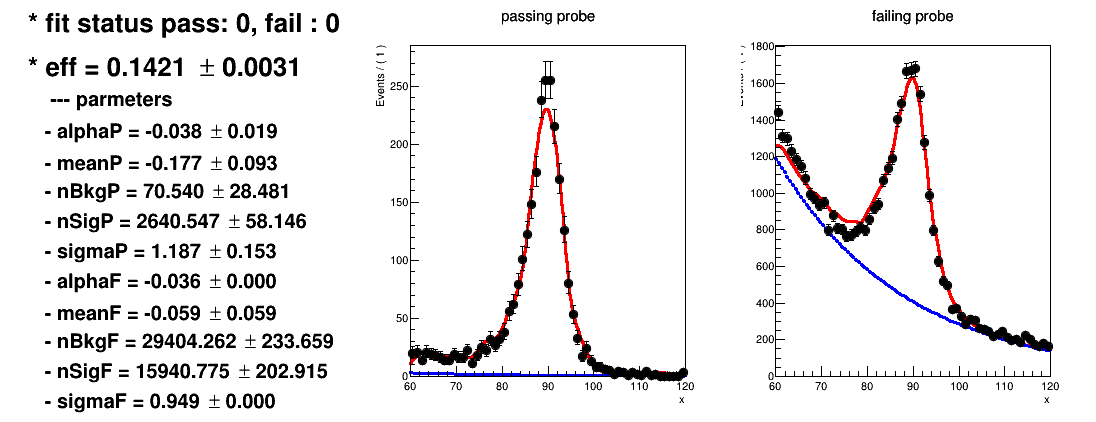 * fit status pass: 0, fail : 0
* eff = 0.1421 ± 0.0031
--- parmeters
- alphaP = -0.038 ± 0.019
- meanP = -0.177 ± 0.093
- nBkgP = 70.540 ± 28.481
- nSigP = 2640.547 ± 58.146
- sigmaP = 1.187 ± 0.153
- alphaF = -0.036 ± 0.000
- meanF = -0.059 ± 0.059
- nBkgF = 29404.262 ± 233.659
- nSigF = 15940.775 ± 202.915
- sigmaF = 0.949 ± 0.000
passing probe
Events / ( 1 )
250
200
150
100
50
0
60 70 80 90 100 110 120
x
failing probe
1800
1600
1400
1200
1000
800
600
400
200
0
60 70 80 90 100 110 120
x